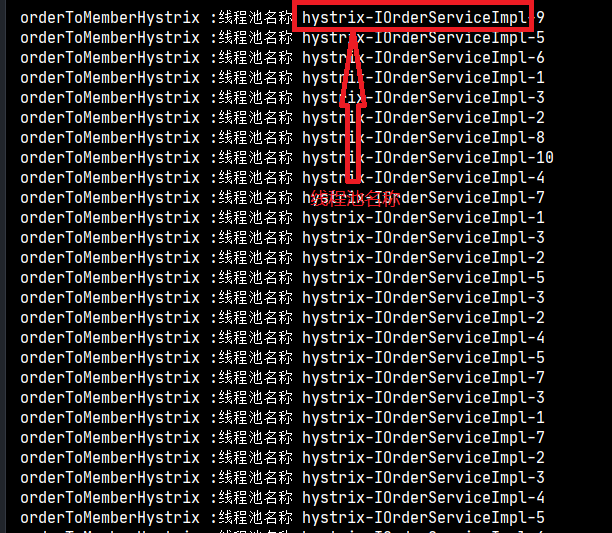 orderToMemberHystrix :线程池名称 hystrix-IOrderServiceImpl-9
orderToMemberHystrix :线程池名称 hystrix-IOrderServiceImpl-5
orderToMemberHystrix :线程池名称 hystrix-IOrderServiceImpl-6
orderToMemberHystrix :线程池名称 hystrix-IOrderServiceImpl-1
orderToMemberHystrix :线程池名称 hystrix-IOrderServiceImpl-3
orderToMemberHystrix :线程池名称 hystrix-IOrderServiceImpl-2
orderToMemberHystrix :线程池名称 hystrix-IOrderServiceImpl-8
orderToMemberHystrix :线程池名称 hystrix-IOrderServiceImpl-10
orderToMemberHystrix :线程池名称 hystrix-IOrderServiceImpl-4
orderToMemberHystrix :线程池名称 hystrix-IOrderServiceImpl-7
线程池名称
orderToMemberHystrix :线程池名称 hystrix-IOrderServiceImpl-1
orderToMemberHystrix :线程池名称 hystrix-IOrderServiceImpl-3
orderToMemberHystrix :线程池名称 hystrix-IOrderServiceImpl-2
orderToMemberHystrix :线程池名称 hystrix-IOrderServiceImpl-5
orderToMemberHystrix :线程池名称 hystrix-IOrderServiceImpl-3
orderToMemberHystrix :线程池名称 hystrix-IOrderServiceImpl-2
orderToMemberHystrix :线程池名称 hystrix-IOrderServiceImpl-4
orderToMemberHystrix :线程池名称 hystrix-IOrderServiceImpl-5
orderToMemberHystrix :线程池名称 hystrix-IOrderServiceImpl-7
orderToMemberHystrix :线程池名称 hystrix-IOrderServiceImpl-3
orderToMemberHystrix :线程池名称 hystrix-IOrderServiceImpl-1
orderToMemberHystrix :线程池名称 hystrix-IOrderServiceImpl-7
orderToMemberHystrix :线程池名称 hystrix-IOrderServiceImpl-2
orderToMemberHystrix :线程池名称 hystrix-IOrderServiceImpl-3
orderToMemberHystrix :线程池名称 hystrix-IOrderServiceImpl-4
orderToMemberHystrix :线程池名称 hystrix-IOrderServiceImpl-5